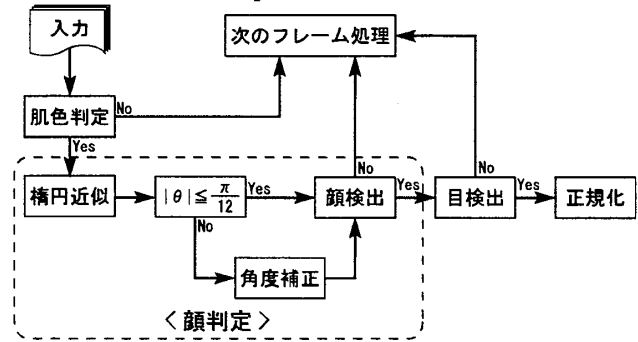 入力
次のフレーム処理
肌色判定
No
Yes
No
No
楕円近似
|θ|≦π/12
Yes
顔検出
Yes
目検出
Yes
正規化
No
角度補正
<顔判定>